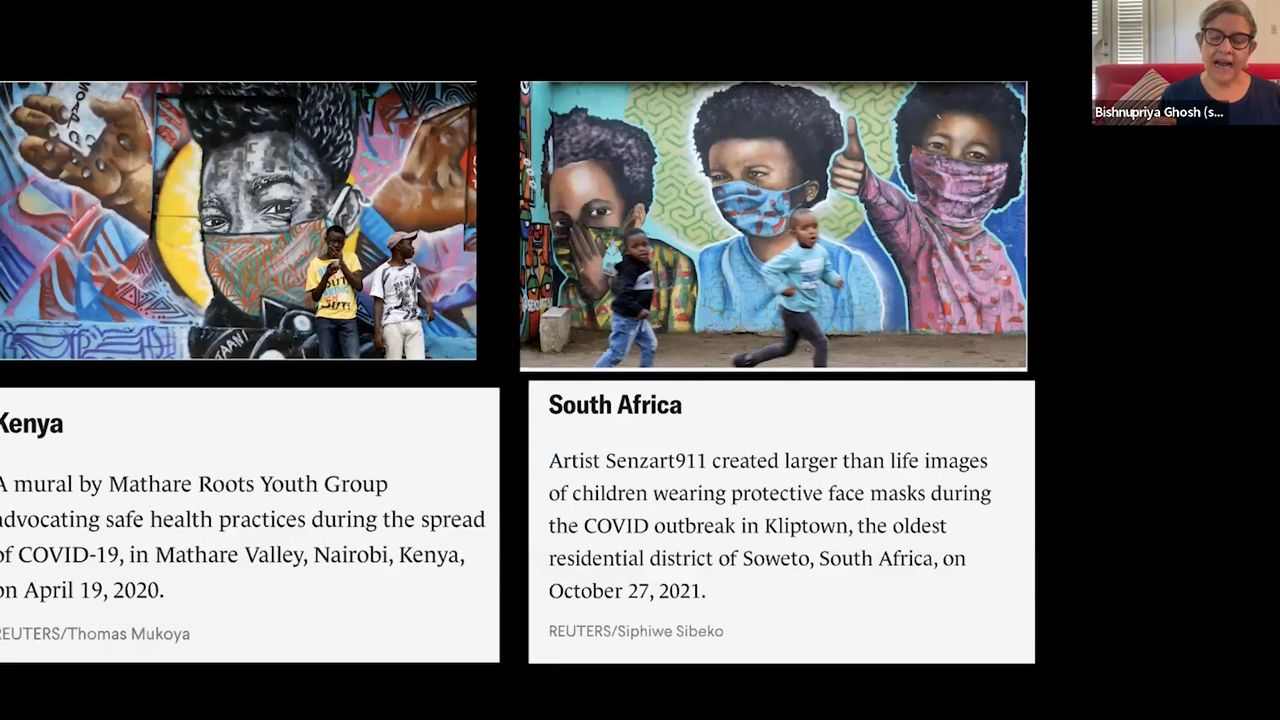 Bishnupriya Ghosh (s...
Kenya
A mural by Mathare Roots Youth Group
advocating safe health practices during the spread
of COVID-19, in Mathare Valley, Nairobi, Kenya,
on April 19, 2020.
REUTERS/Thomas Mukoya
South Africa
Artist Senzart911 created larger than life images
of children wearing protective face masks during
the COVID outbreak in Kliptown, the oldest
residential district of Soweto, South Africa, on
October 27, 2021.
REUTERS/Siphiwe Sibeko